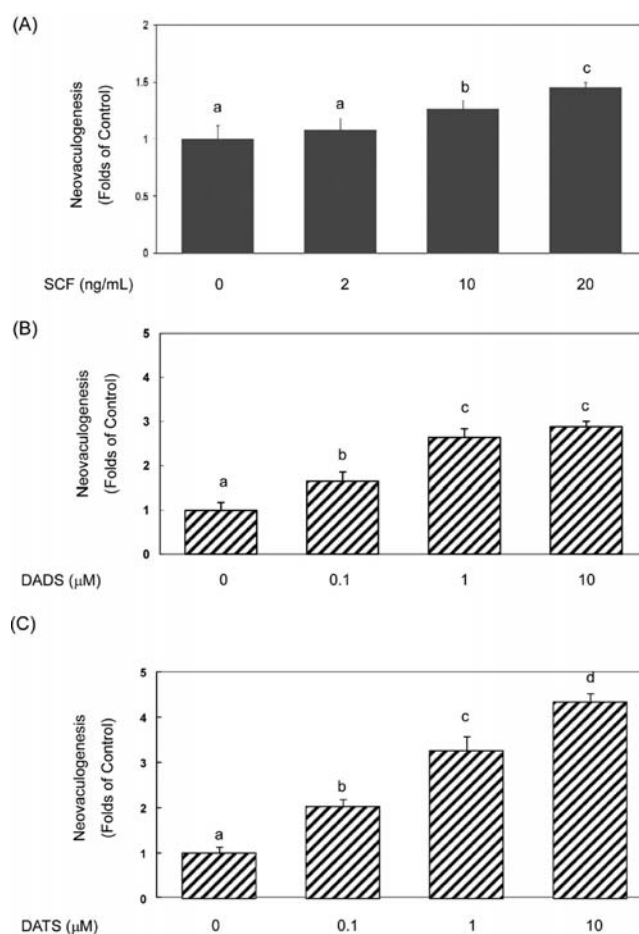 (A)
Neovaculogenesis
(Folds of Control)
2
1.5
1
0.5
0
a
a
b
c
SCF (ng/mL)
0
2
10
20
(B)
Neovaculogenesis
(Folds of Control)
5
4
3
2
1
0
a
b
c
c
DADS (μM)
0
0.1
1
10
(C)
Neovaculogenesis
(Folds of Control)
5
4
3
2
1
0
a
b
c
d
DATS (μM)
0
0.1
1
10